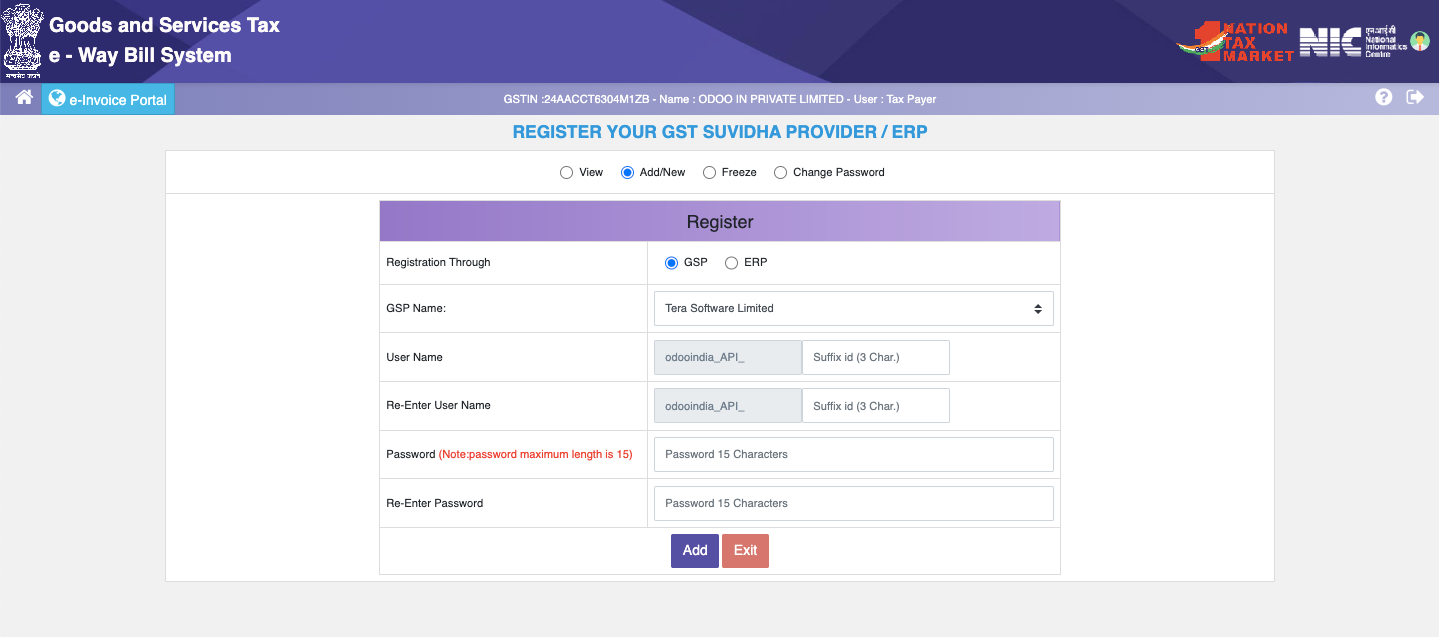 Goods and Services Tax
e - Way Bill System
सत्यमेव जयते
GST
1 NATION
TAX
MARKET
NIC
एन आई सी
National
Informatics
Centre
e-Invoice Portal
GSTIN :24AACCT6304M1ZB - Name : ODOO IN PRIVATE LIMITED - User : Tax Payer
?
REGISTER YOUR GST SUVIDHA PROVIDER / ERP
View Add/New Freeze Change Password
Register
Registration Through GSP ERP
GSP Name: Tera Software Limited
User Name odooindia_API_ Suffix id (3 Char.)
Re-Enter User Name odooindia_API_ Suffix id (3 Char.)
Password (Note:password maximum length is 15) Password 15 Characters
Re-Enter Password Password 15 Characters
Add Exit